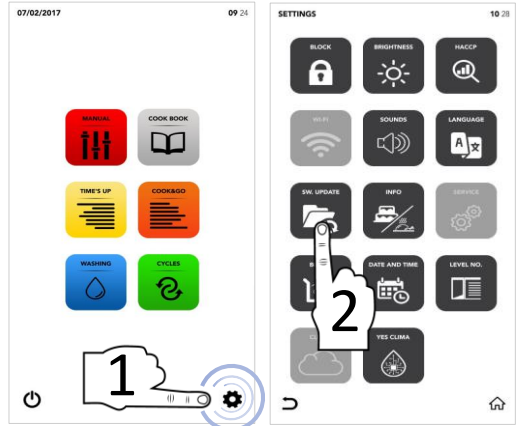 07/02/2017
09 24
MANUAL
COOK BOOK
TIME'S UP
COOK&GO
WASHING
CYCLES
1
SETTINGS
10 28
BLOCK
BRIGHTNESS
HACCP
WI-FI
SOUNDS
LANGUAGE
A
SW. UPDATE
INFO
SERVICE
DATE AND TIME
LEVEL NO.
2
YES CLIMA